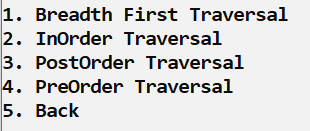 1. Breadth First Traversal
2. InOrder Traversal
3. PostOrder Traversal
4. PreOrder Traversal
5. Back